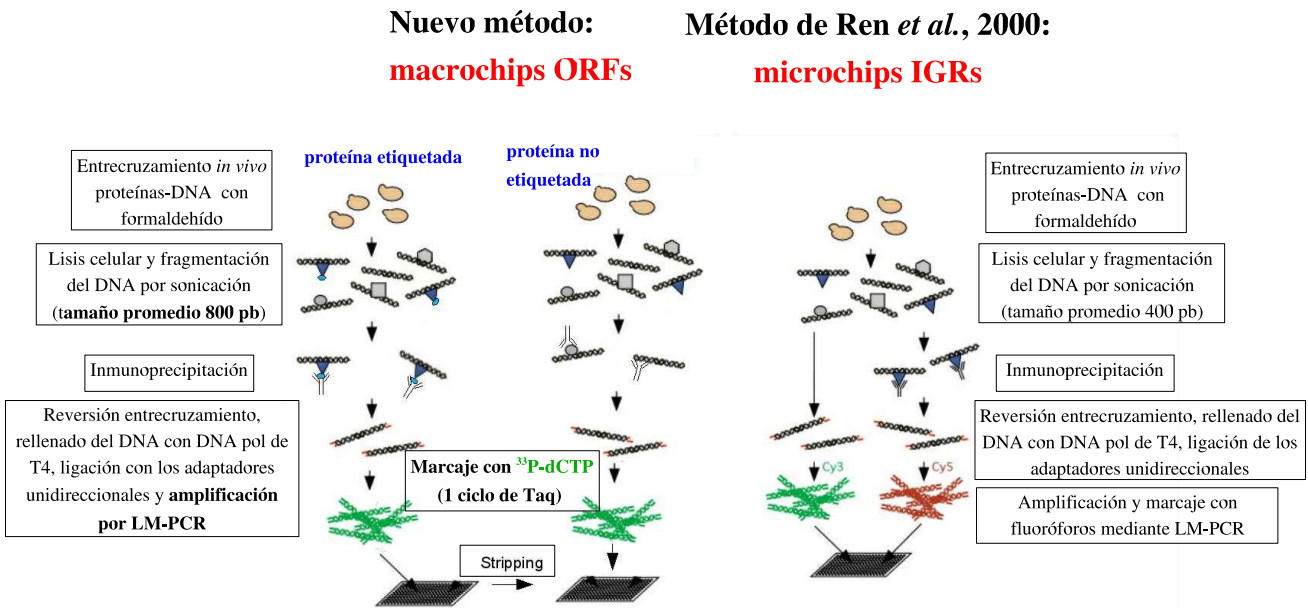 Nuevo método:
macrochips ORFs
Método de Ren et al., 2000:
microchips IGRs
proteína etiquetada
proteína no
etiquetada
Entrecruzamiento in vivo
proteínas-DNA con
formaldehído
Lisis celular y fragmentación
del DNA por sonicación
(tamaño promedio 800 pb)
Inmunoprecipitación
Reversión entrecruzamiento,
rellenado del DNA con DNA pol de
T4, ligación con los adaptadores
unidireccionales y amplificación
por LM-PCR
Marcaje con ³³P-dCTP
(1 ciclo de Taq)
Stripping
Entrecruzamiento in vivo
proteínas-DNA con
formaldehído
Lisis celular y fragmentación
del DNA por sonicación
(tamaño promedio 400 pb)
Inmunoprecipitación
Reversión entrecruzamiento, rellenado del
DNA con DNA pol de T4, ligación de los
adaptadores unidireccionales
Cy3
Cy5
Amplificación y marcaje con
fluoróforos mediante LM-PCR